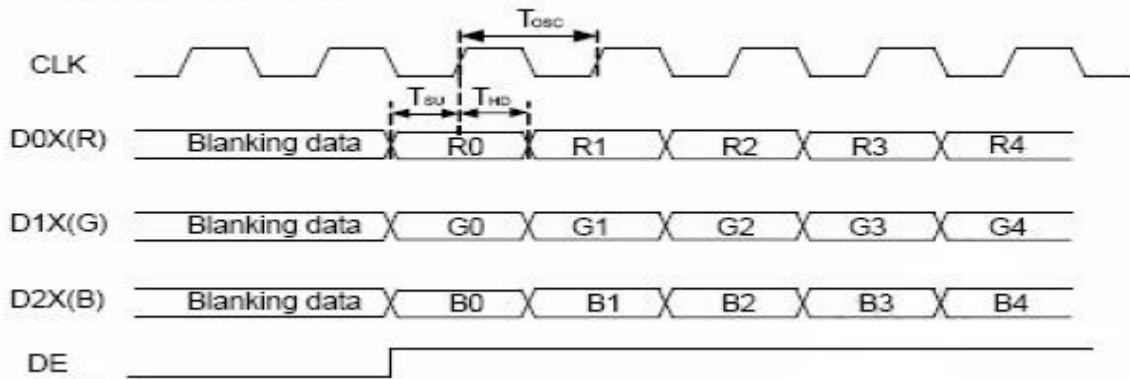 Tosc
CLK
Tsu THD
D0X(R) Blanking data R0 R1 R2 R3 R4
D1X(G) Blanking data G0 G1 G2 G3 G4
D2X(B) Blanking data B0 B1 B2 B3 B4
DE